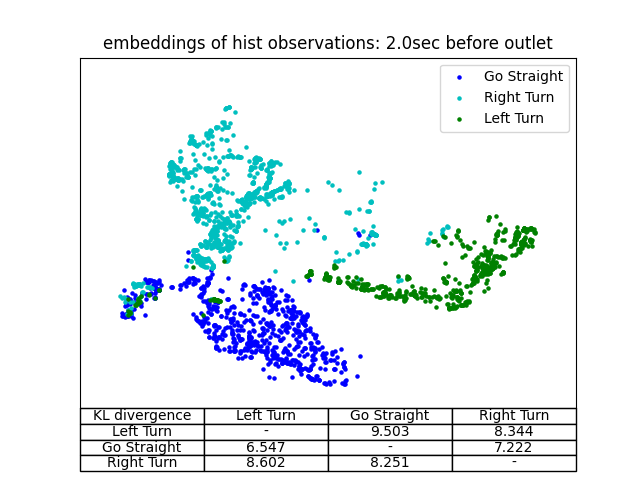 embeddings of hist observations: 2.0sec before outlet
Go Straight
Right Turn
Left Turn
KL divergence Left Turn Go Straight Right Turn
Left Turn - 9.503 8.344
Go Straight 6.547 - 7.222
Right Turn 8.602 8.251 -